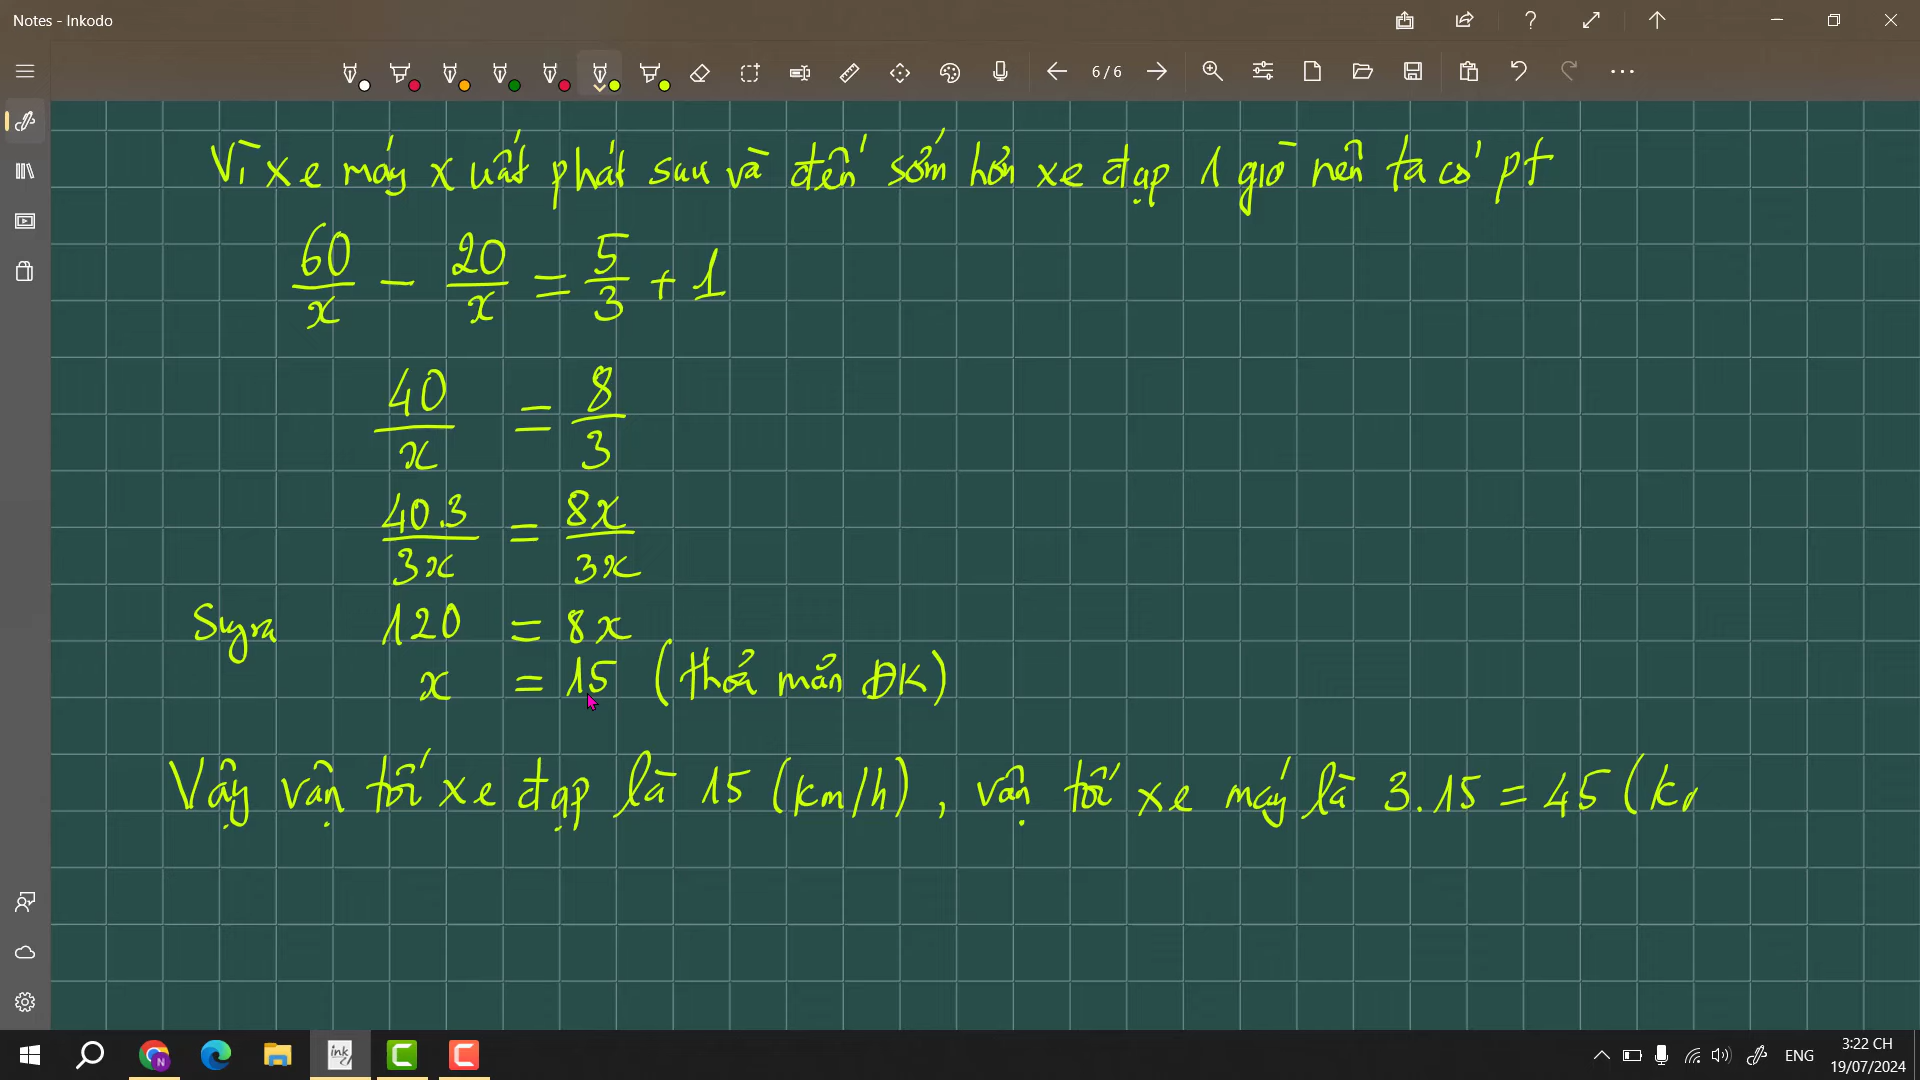 Notes - Inkodo
6 / 6
Vì xe máy xuất phát sau và đến sớm hơn xe đạp 1 giờ nên ta có pt
60/x - 20/x = 5/3 + 1
40/x = 8/3
40.3/3x = 8x/3x
Suy ra 120 = 8x
x = 15 (thoả mãn ĐK)
Vậy vận tốc xe đạp là 15 (km/h), vận tốc xe máy là 3.15 = 45 (k
N
ink
C
C
ENG
3:22 CH
19/07/2024